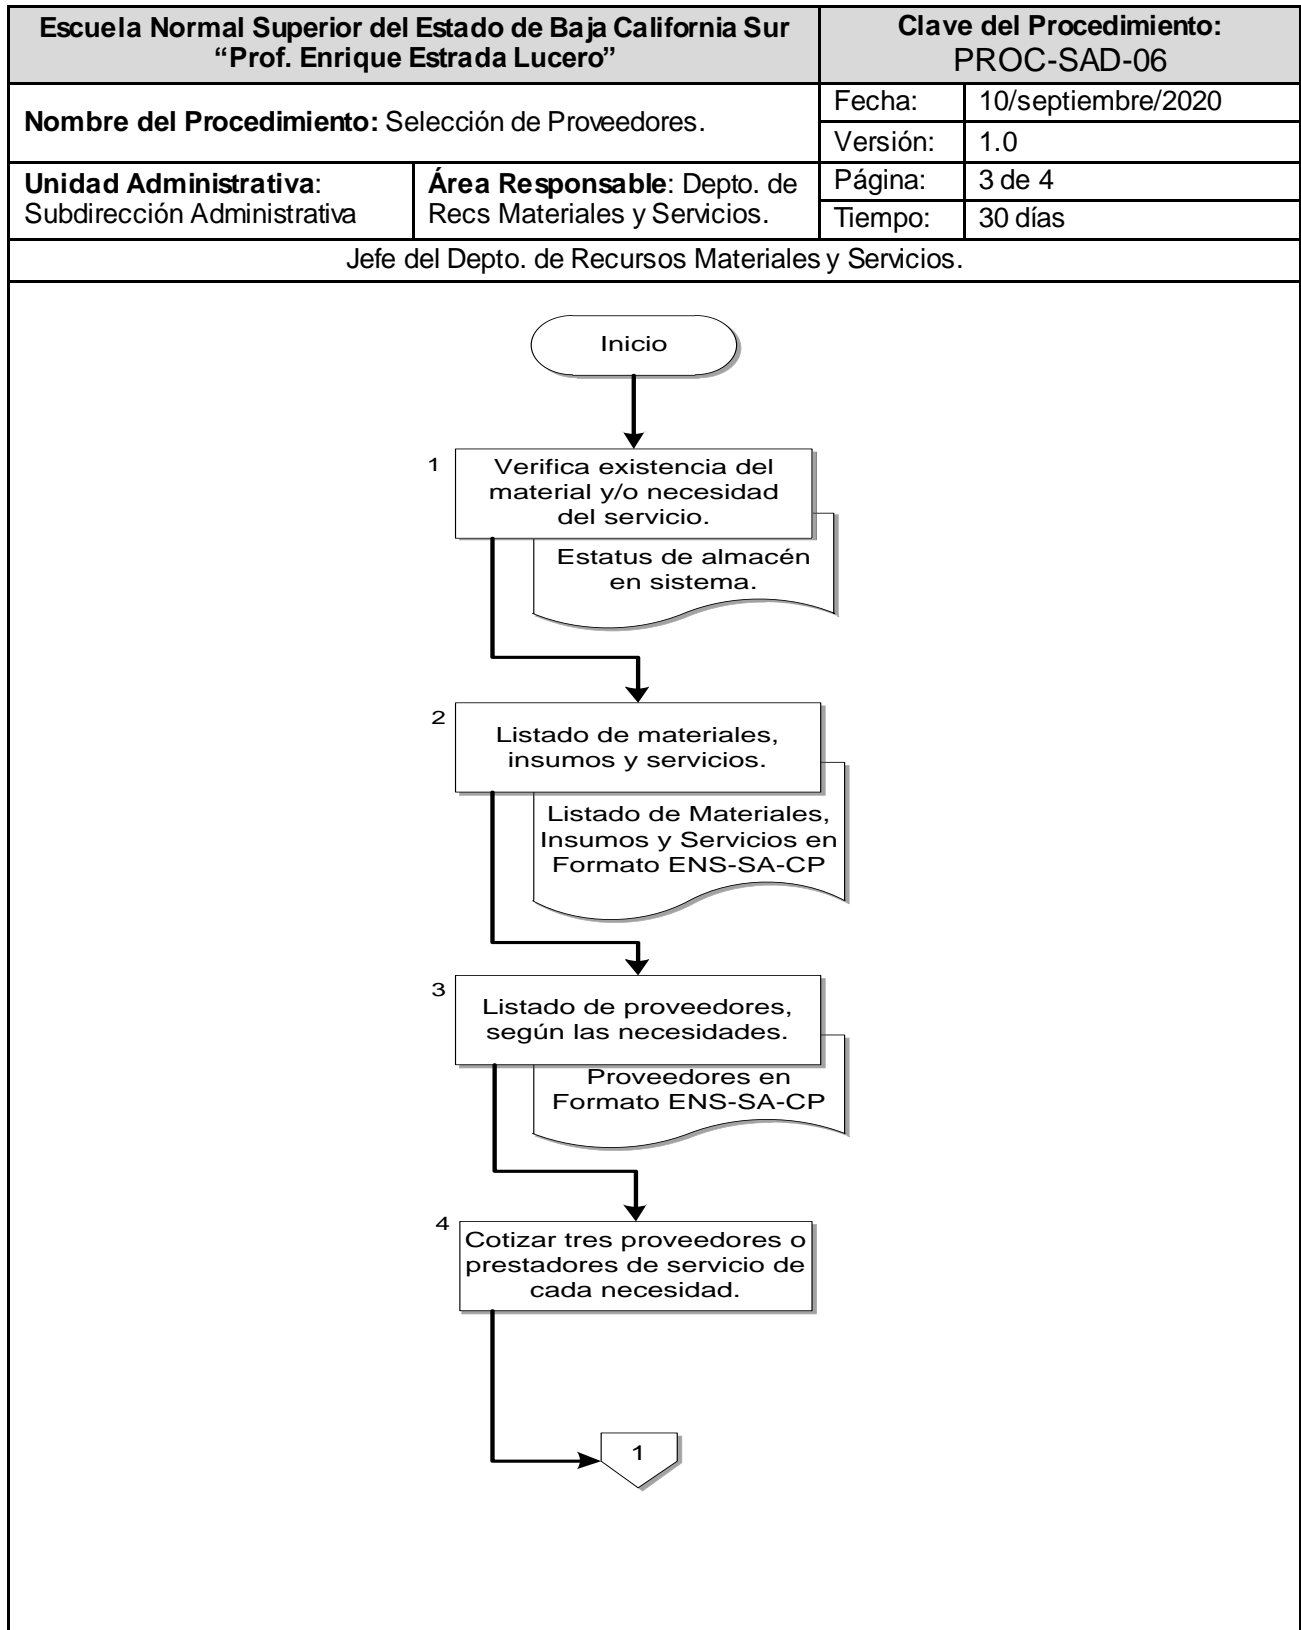 Escuela Normal Superior del Estado de Baja California Sur
“Prof. Enrique Estrada Lucero”
Clave del Procedimiento:
PROC-SAD-06
Nombre del Procedimiento: Selección de Proveedores.
Fecha: 10/septiembre/2020
Versión: 1.0
Unidad Administrativa:
Subdirección Administrativa
Área Responsable: Depto. de
Recs Materiales y Servicios.
Página: 3 de 4
Tiempo: 30 días
Jefe del Depto. de Recursos Materiales y Servicios.
Inicio
1
Verifica existencia del
material y/o necesidad
del servicio.
Estatus de almacén
en sistema.
2
Listado de materiales,
insumos y servicios.
Listado de Materiales,
Insumos y Servicios en
Formato ENS-SA-CP
3
Listado de proveedores,
según las necesidades.
Proveedores en
Formato ENS-SA-CP
4
Cotizar tres proveedores o
prestadores de servicio de
cada necesidad.
1